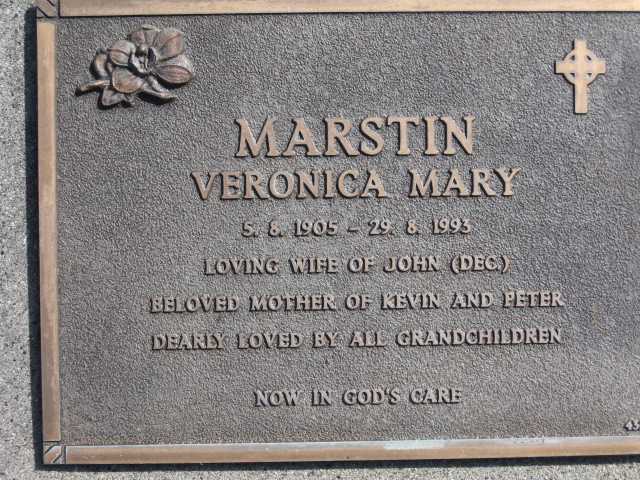 MARSTIN
VERONICA MARY
5. 8. 1905 - 29. 8. 1993
LOVING WIFE OF JOHN (DEC.)
BELOVED MOTHER OF KEVIN AND PETER
DEARLY LOVED BY ALL GRANDCHILDREN
NOW IN GOD'S CARE